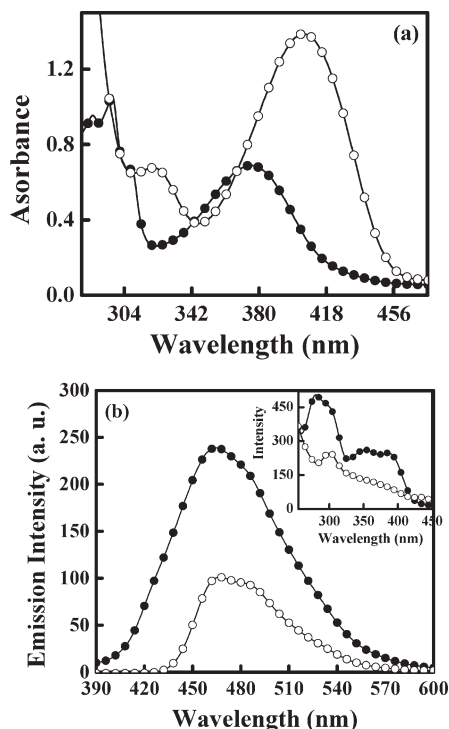 (a)
1.2
0.8
0.4
0.0
Asorbance
304 342 380 418 456
Wavelength (nm)
(b)
300
250
200
150
100
50
0
Emission Intensity (a. u.)
390 420 450 480 510 540 570 600
Wavelength (nm)
450
300
150
0
Intensity
300 350 400 450
Wavelength (nm)